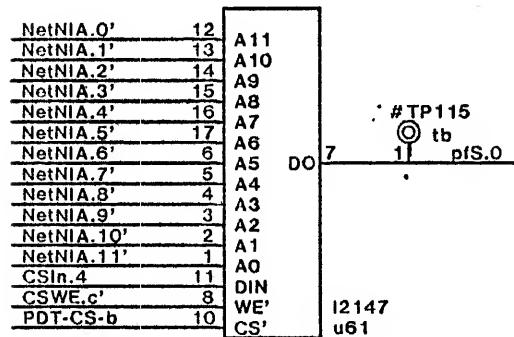 NetNIA.0' 12 A11
NetNIA.1' 13 A10
NetNIA.2' 14 A9
NetNIA.3' 15 A8
NetNIA.4' 16 A7
NetNIA.5' 17 A6
NetNIA.6' 6 A5 DO 7 1 pfS.0
#TP115
tb
NetNIA.7' 5 A4
NetNIA.8' 4 A3
NetNIA.9' 3 A2
NetNIA.10' 2 A1
NetNIA.11' 1 A0
CSIn.4 11 DIN
CSWE.c' 8 WE' I2147
PDT-CS-b 10 CS' u61